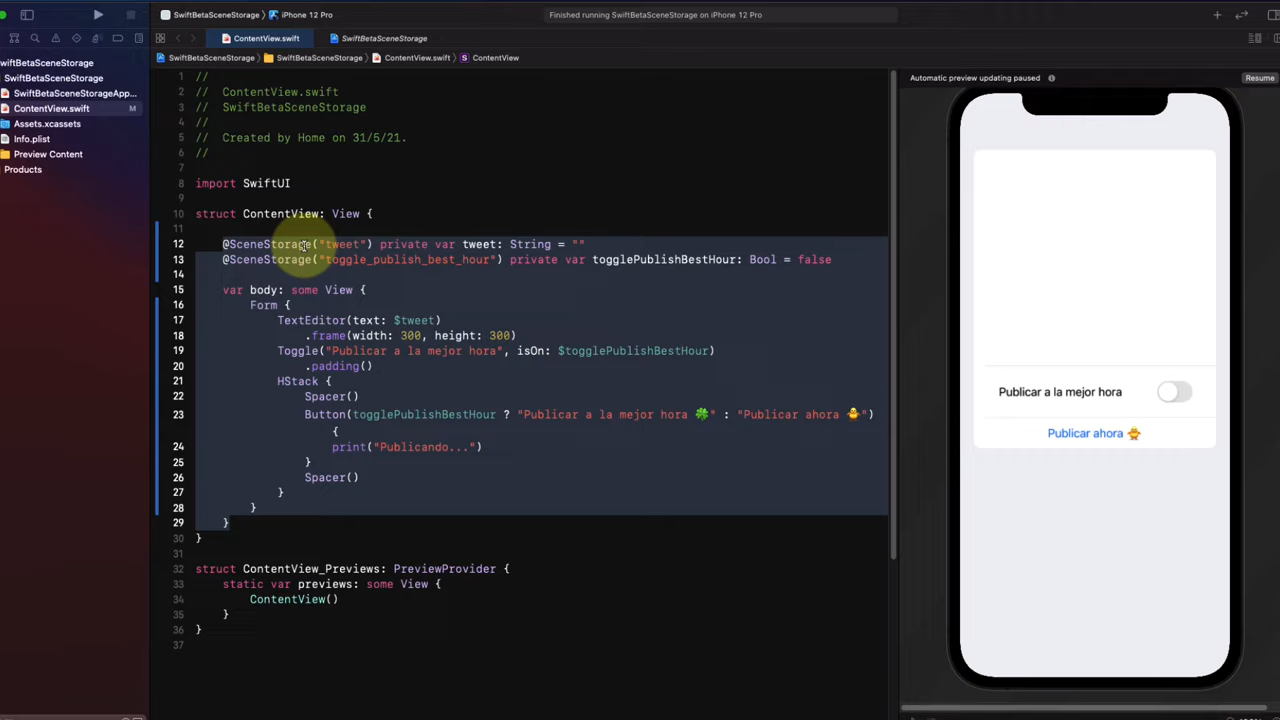 SwiftBetaSceneStorage
iPhone 12 Pro
Finished running SwiftBetaSceneStorage on iPhone 12 Pro
ContentView.swift
SwiftBetaSceneStorage
SwiftBetaSceneStorage
SwiftBetaSceneStorage
ContentView.swift
S
ContentView
wiftBetaSceneStorage
SwiftBetaSceneStorage
SwiftBetaSceneStorageApp...
ContentView.swift
M
Assets.xcassets
Info.plist
Preview Content
Products
1 //
2 // ContentView.swift
3 // SwiftBetaSceneStorage
4 //
5 // Created by Home on 31/5/21.
6 //
7
8 import SwiftUI
9
10 struct ContentView: View {
11
12 @SceneStorage("tweet") private var tweet: String = ""
13 @SceneStorage("toggle_publish_best_hour") private var togglePublishBestHour: Bool = false
14
15 var body: some View {
16 Form {
17 TextEditor(text: $tweet)
18 .frame(width: 300, height: 300)
19 Toggle("Publicar a la mejor hora", isOn: $togglePublishBestHour)
20 .padding()
21 HStack {
22 Spacer()
23 Button(togglePublishBestHour ? "Publicar a la mejor hora 🍀" : "Publicar ahora 🐥")
{
24 print("Publicando...")
25 }
26 Spacer()
27 }
28 }
29 }
30 }
31
32 struct ContentView_Previews: PreviewProvider {
33 static var previews: some View {
34 ContentView()
35 }
36 }
37
Automatic preview updating paused
Resume
Publicar a la mejor hora
Publicar ahora 🐥